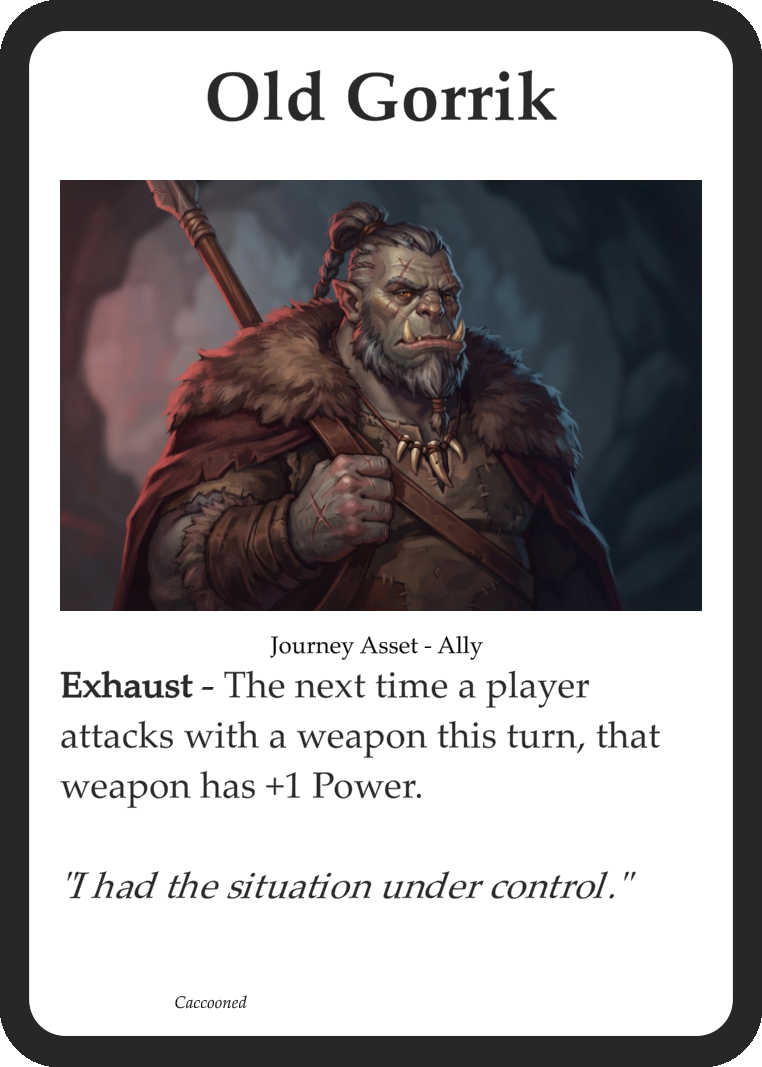 Old Gorrik
Journey Asset - Ally
Exhaust - The next time a player
attacks with a weapon this turn, that
weapon has +1 Power.
"I had the situation under control."
Caccooned